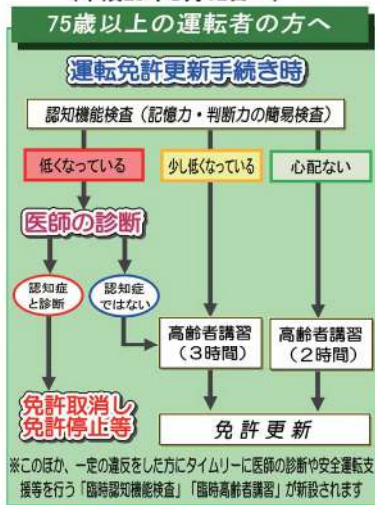 75歳以上の運転者の方へ
運転免許更新手続き時
認知機能検査（記憶力・判断力の簡易検査）
低くなっている
少し低くなっている
心配ない
医師の診断
認知症
と診断
認知症
ではない
高齢者講習
（3時間）
高齢者講習
（2時間）
免許取消し
免許停止等
免許更新
※このほか、一定の違反をした方にタイムリーに医師の診断や安全運転支
援等を行う「臨時認知機能検査」「臨時高齢者講習」が新設されます